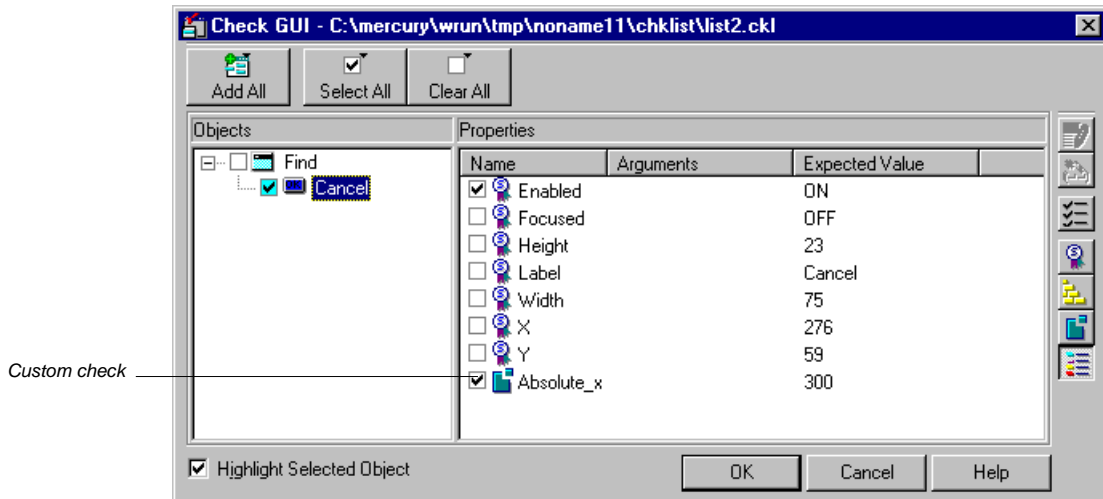 Check GUI - C:\mercury\wrun\tmp\noname11\chklist\list2.ckl
Add All
Select All
Clear All
Objects
Properties
Find
Cancel
Name Arguments Expected Value
Enabled ON
Focused OFF
Height 23
Label Cancel
Width 75
X 276
Y 59
Absolute_x 300
Custom check
Highlight Selected Object
OK
Cancel
Help